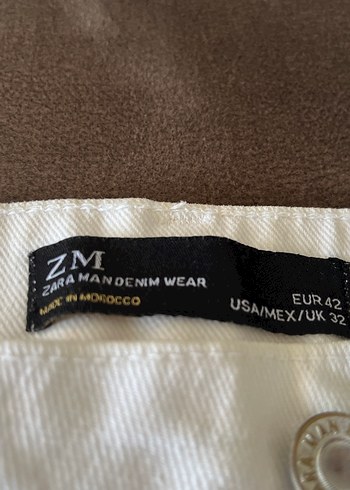 ZM
ZARA MAN DENIM WEAR
MADE IN MOROCCO
EUR 42
USA/MEX/UK 32